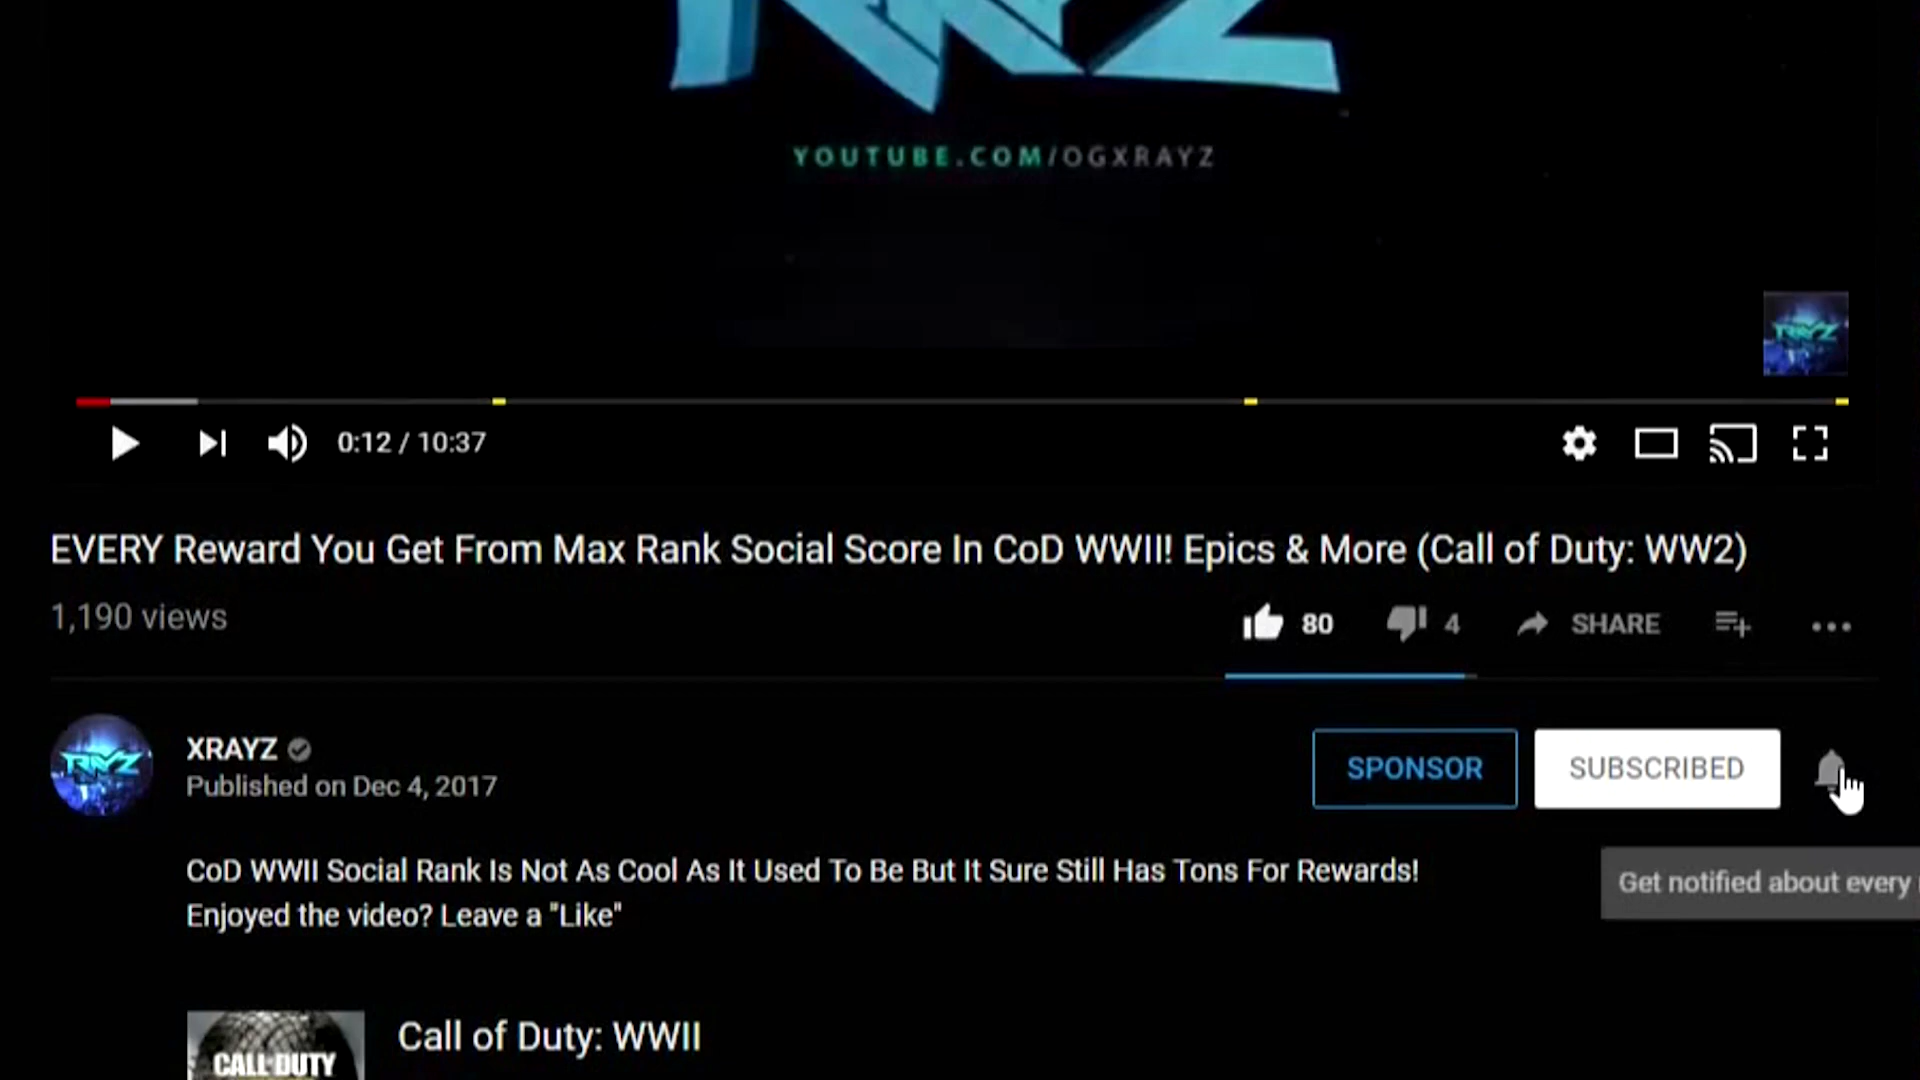 YOUTUBE.COM/OGXRAYZ
0:12 / 10:37
EVERY Reward You Get From Max Rank Social Score In CoD WWII! Epics & More (Call of Duty: WW2)
1,190 views
80
4
SHARE
XRAYZ
Published on Dec 4, 2017
SPONSOR
SUBSCRIBED
CoD WWII Social Rank Is Not As Cool As It Used To Be But It Sure Still Has Tons For Rewards!
Get notified about every
Enjoyed the video? Leave a "Like"
Call of Duty: WWII
CALL DUTY